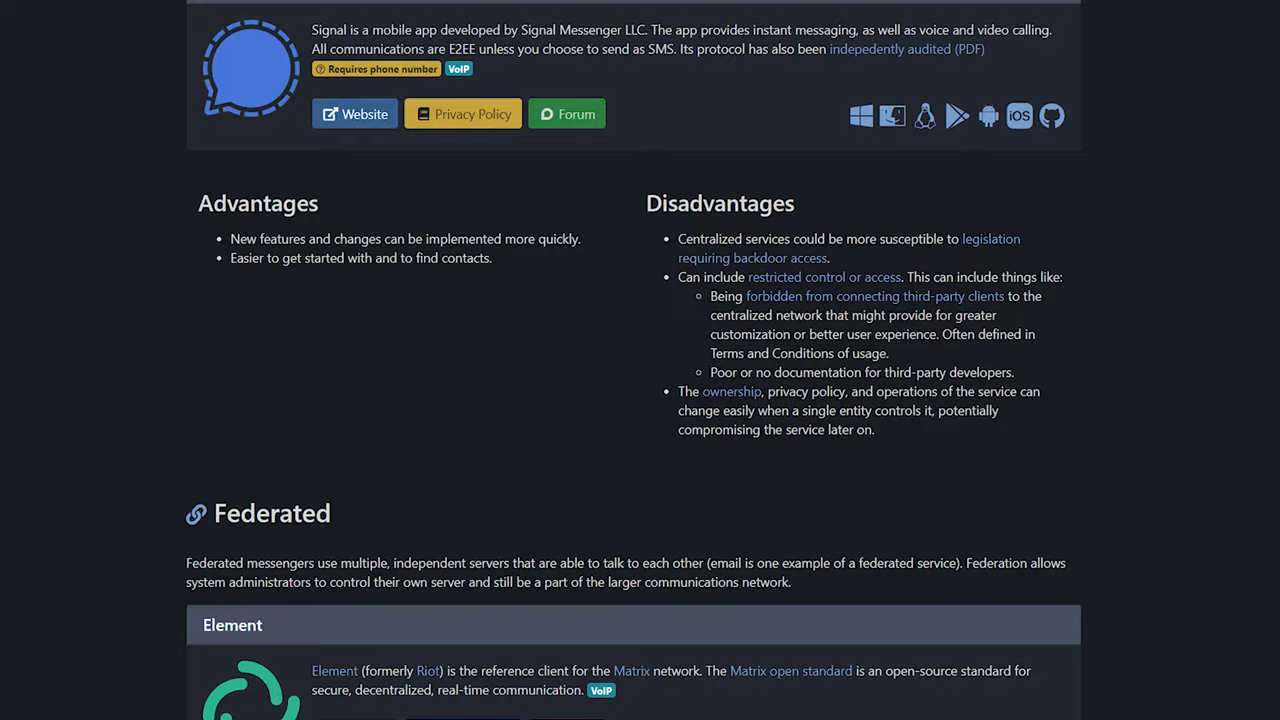 Signal is a mobile app developed by Signal Messenger LLC. The app provides instant messaging, as well as voice and video calling.
All communications are E2EE unless you choose to send as SMS. Its protocol has also been indepedently audited (PDF)
Requires phone number VoIP
Website Privacy Policy Forum iOS
Advantages
New features and changes can be implemented more quickly.
Easier to get started with and to find contacts.
Disadvantages
Centralized services could be more susceptible to legislation
requiring backdoor access.
Can include restricted control or access. This can include things like:
Being forbidden from connecting third-party clients to the
centralized network that might provide for greater
customization or better user experience. Often defined in
Terms and Conditions of usage.
Poor or no documentation for third-party developers.
The ownership, privacy policy, and operations of the service can
change easily when a single entity controls it, potentially
compromising the service later on.
Federated
Federated messengers use multiple, independent servers that are able to talk to each other (email is one example of a federated service). Federation allows
system administrators to control their own server and still be a part of the larger communications network.
Element
Element (formerly Riot) is the reference client for the Matrix network. The Matrix open standard is an open-source standard for
secure, decentralized, real-time communication. VoIP